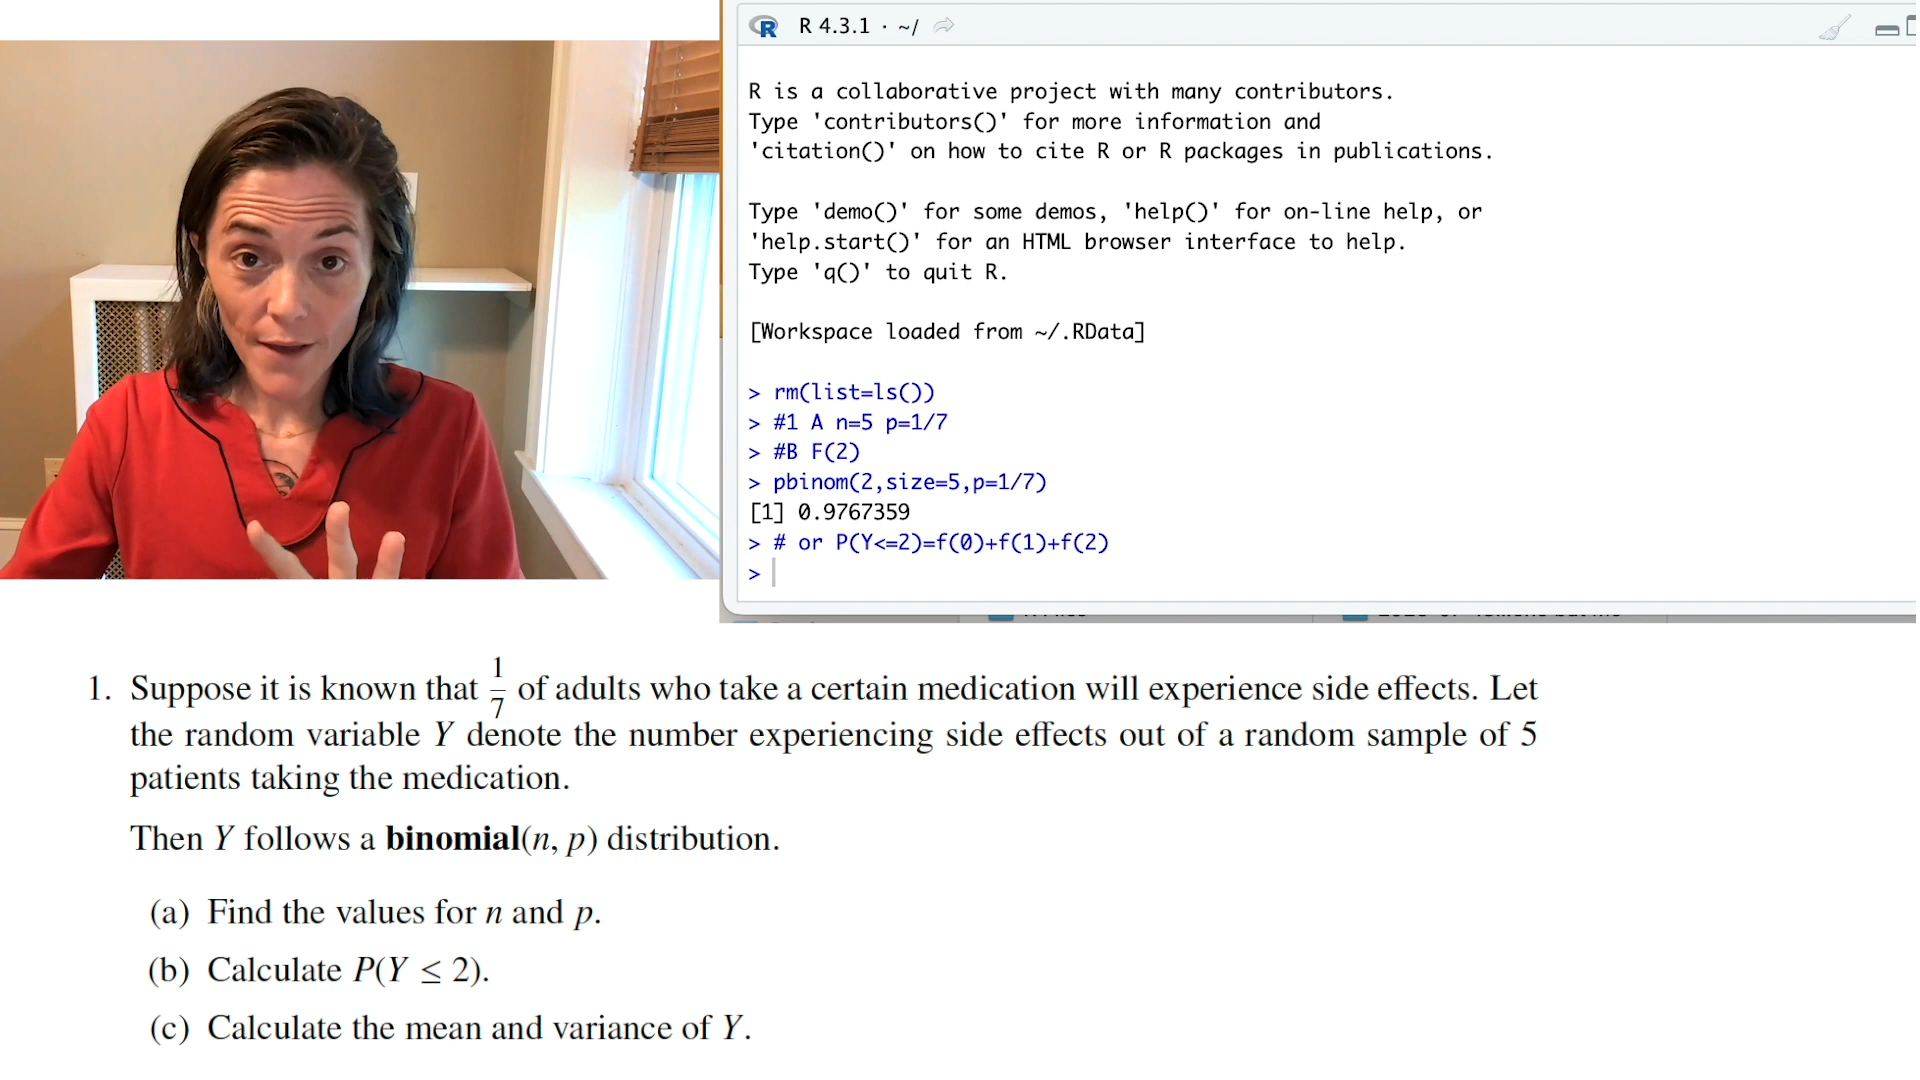 R 4.3.1 · ~/
R is a collaborative project with many contributors.
Type 'contributors()' for more information and
'citation()' on how to cite R or R packages in publications.
Type 'demo()' for some demos, 'help()' for on-line help, or
'help.start()' for an HTML browser interface to help.
Type 'q()' to quit R.
[Workspace loaded from ~/.RData]
> rm(list=ls())
> #1 A n=5 p=1/7
> #B F(2)
> pbinom(2,size=5,p=1/7)
[1] 0.9767359
> # or P(Y<=2)=f(0)+f(1)+f(2)
>
1. Suppose it is known that 1/7 of adults who take a certain medication will experience side effects. Let
the random variable Y denote the number experiencing side effects out of a random sample of 5
patients taking the medication.
Then Y follows a binomial(n, p) distribution.
(a) Find the values for n and p.
(b) Calculate P(Y ≤ 2).
(c) Calculate the mean and variance of Y.